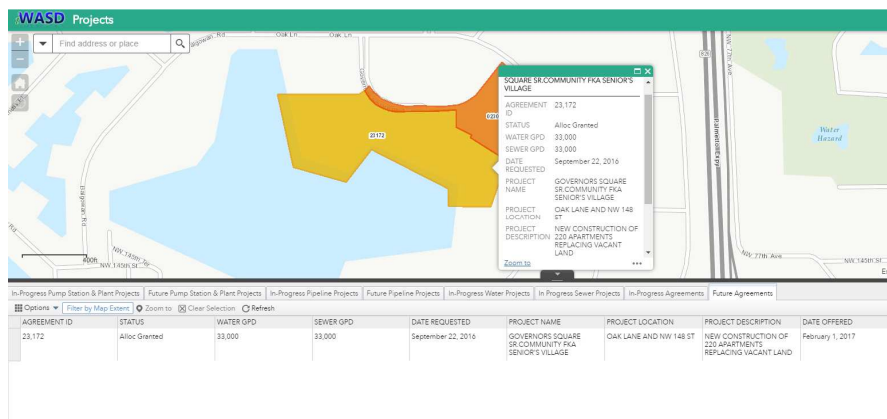 WASD Projects
Find address or place
Oak Ln
Oak Ln
NW 77th Ave
826
Palmetto Expy
Water
Hazard
Balgowan Rd
23172
SQUARE SR.COMMUNITY FKA SENIOR'S
VILLAGE
AGREEMENT 23,172
ID
STATUS Alloc Granted
WATER GPD 33,000
SEWER GPD 33,000
DATE September 22, 2016
REQUESTED
PROJECT GOVERNORS SQUARE
NAME SR.COMMUNITY FKA
SENIOR'S VILLAGE
PROJECT OAK LANE AND NW 148
LOCATION ST
PROJECT NEW CONSTRUCTION OF
DESCRIPTION 220 APARTMENTS
REPLACING VACANT
LAND
Zoom to
400ft
NW 145th Ter
NW 145th St
NW 77th Ave
NW 145th St
In-Progress Pump Station & Plant Projects Future Pump Station & Plant Projects In-Progress Pipeline Projects Future Pipeline Projects In-Progress Water Projects In Progress Sewer Projects In-Progress Agreements Future Agreements
Options Filter by Map Extent Zoom to Clear Selection Refresh
AGREEMENT ID STATUS WATER GPD SEWER GPD DATE REQUESTED PROJECT NAME PROJECT LOCATION PROJECT DESCRIPTION DATE OFFERED
23,172 Alloc Granted 33,000 33,000 September 22, 2016 GOVERNORS SQUARE OAK LANE AND NW 148 ST NEW CONSTRUCTION OF February 1, 2017
SR.COMMUNITY FKA 220 APARTMENTS
SENIOR'S VILLAGE REPLACING VACANT LAND